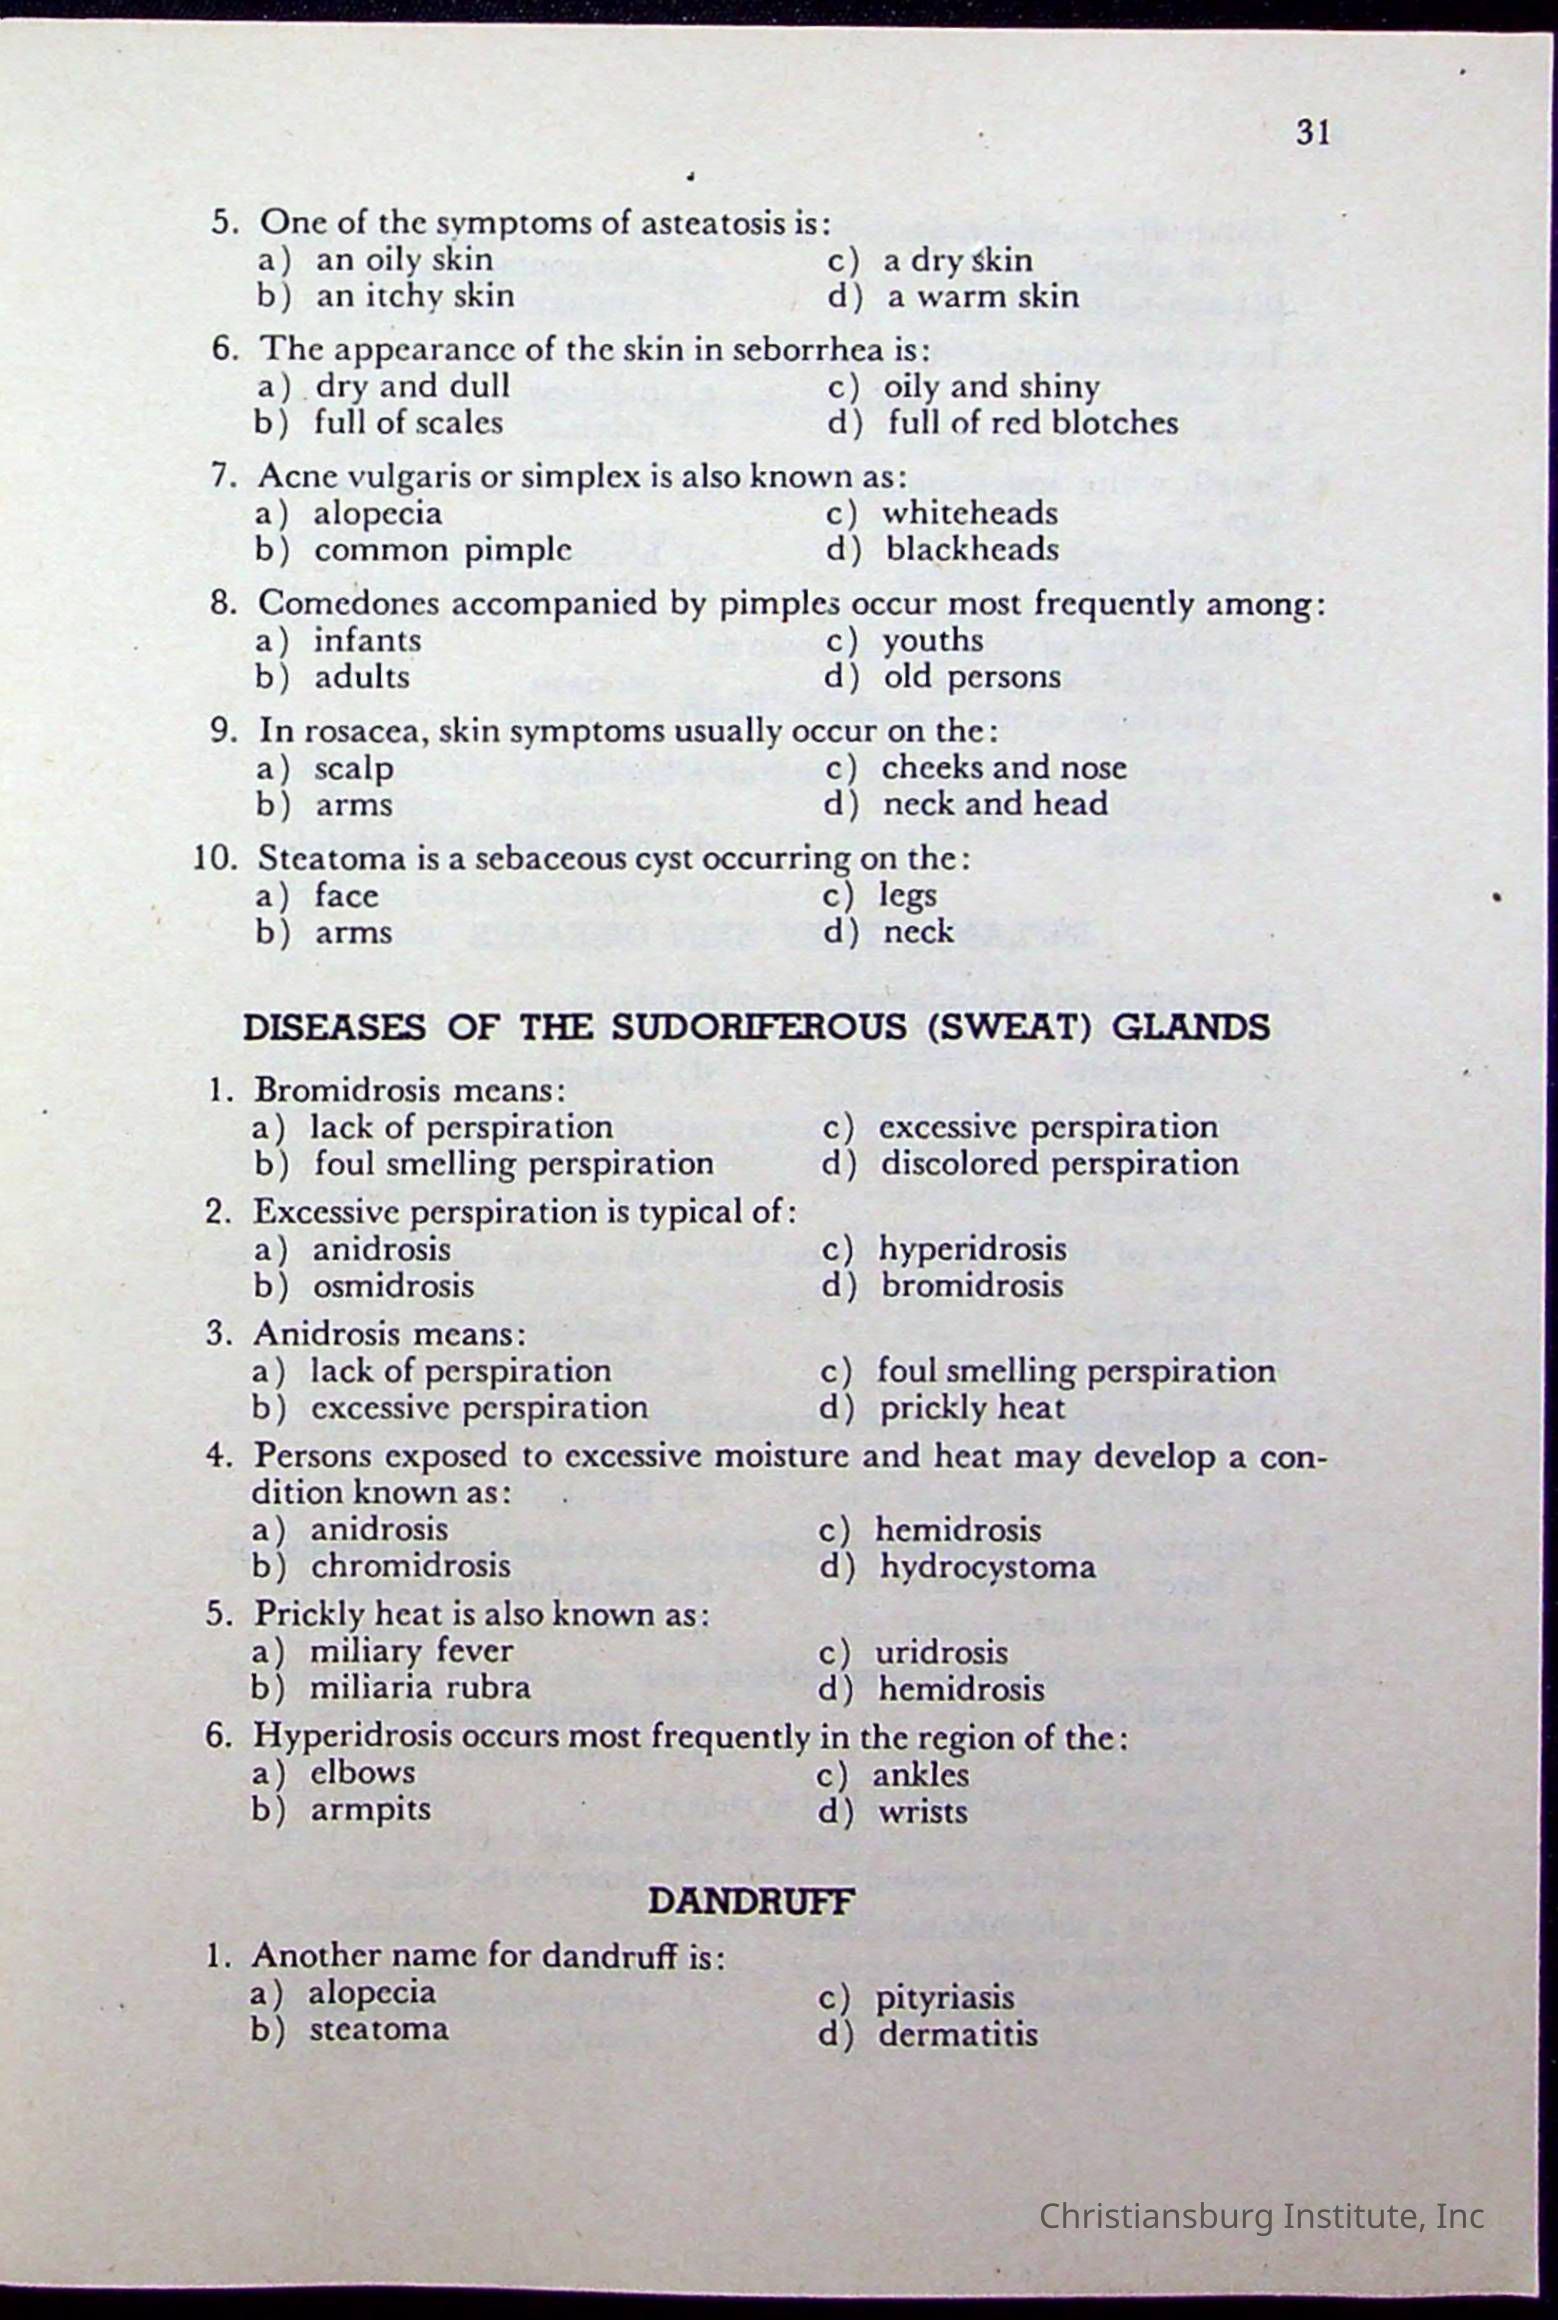 31
5. One of the symptoms of asteatosis is:
a) an oily skin c) a dry skin
b) an itchy skin d) a warm skin
6. The appearance of the skin in seborrhea is:
a) dry and dull c) oily and shiny
b) full of scales d) full of red blotches
7. Acne vulgaris or simplex is also known as:
a) alopecia c) whiteheads
b) common pimple d) blackheads
8. Comedones accompanied by pimples occur most frequently among:
a) infants c) youths
b) adults d) old persons
9. In rosacea, skin symptoms usually occur on the:
a) scalp c) cheeks and nose
b) arms d) neck and head
10. Steatoma is a sebaceous cyst occurring on the:
a) face c) legs
b) arms d) neck
DISEASES OF THE SUDORIFEROUS (SWEAT) GLANDS
1. Bromidrosis means:
a) lack of perspiration c) excessive perspiration
b) foul smelling perspiration d) discolored perspiration
2. Excessive perspiration is typical of:
a) anidrosis c) hyperidrosis
b) osmidrosis d) bromidrosis
3. Anidrosis means:
a) lack of perspiration c) foul smelling perspiration
b) excessive perspiration d) prickly heat
4. Persons exposed to excessive moisture and heat may develop a con-
dition known as:
a) anidrosis c) hemidrosis
b) chromidrosis d) hydrocystoma
5. Prickly heat is also known as:
a) miliary fever c) uridrosis
b) miliaria rubra d) hemidrosis
6. Hyperidrosis occurs most frequently in the region of the:
a) elbows c) ankles
b) armpits d) wrists
DANDRUFF
1. Another name for dandruff is:
a) alopecia c) pityriasis
b) steatoma d) dermatitis
Christiansburg Institute, Inc